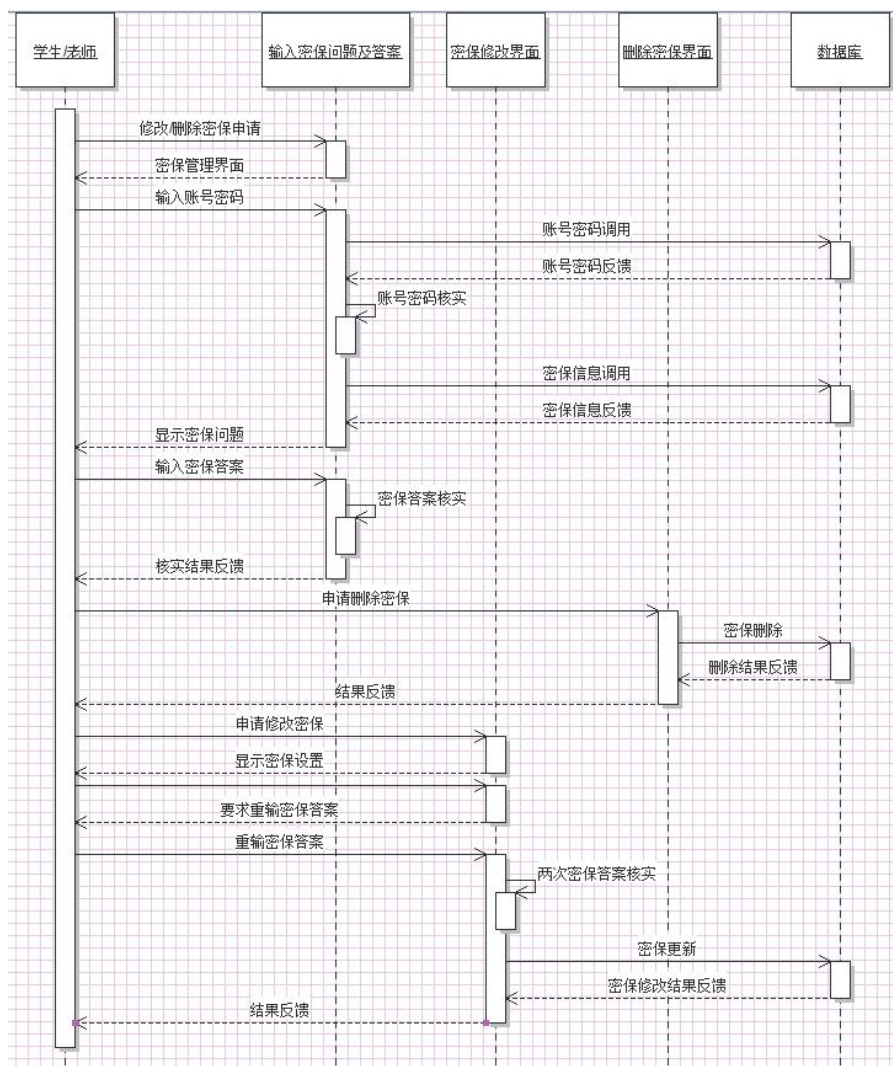 学生/老师
输入密保问题及答案
密保修改界面
删除密保界面
数据库
修改/删除密保申请
密保管理界面
输入账号密码
账号密码调用
账号密码反馈
账号密码核实
密保信息调用
密保信息反馈
显示密保问题
输入密保答案
密保答案核实
核实结果反馈
申请删除密保
密保删除
删除结果反馈
结果反馈
申请修改密保
显示密保设置
要求重输密保答案
重输密保答案
两次密保答案核实
密保更新
密保修改结果反馈
结果反馈